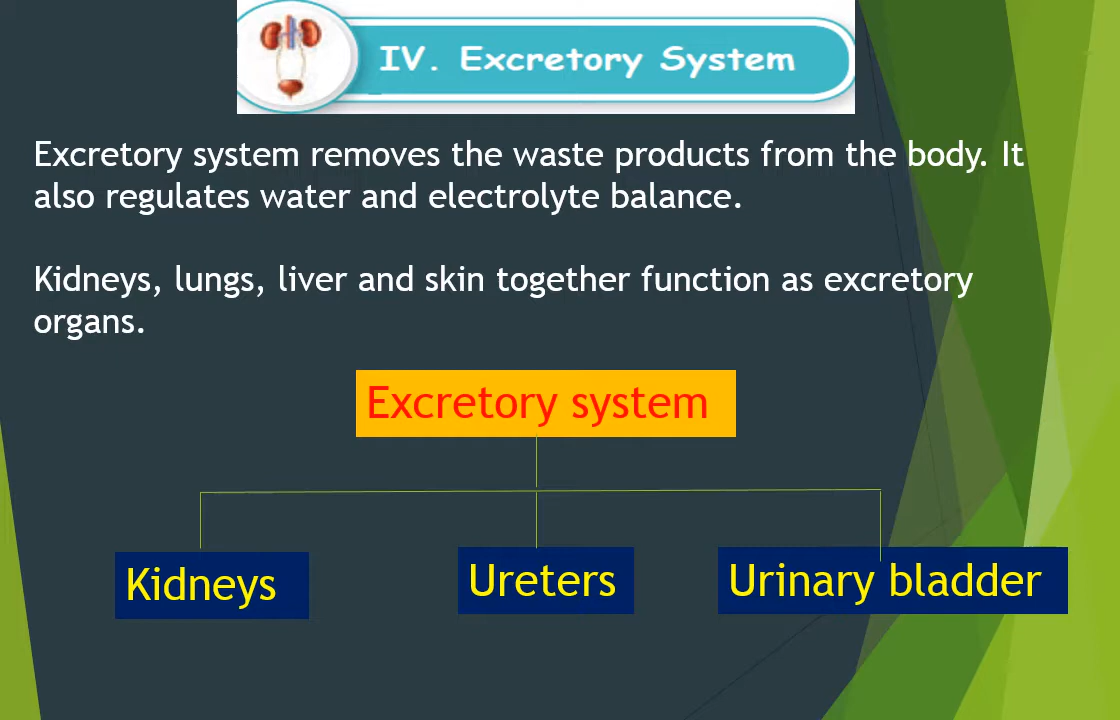 IV. Excretory System
Excretory system removes the waste products from the body. It
also regulates water and electrolyte balance.
Kidneys, lungs, liver and skin together function as excretory
organs.
Excretory system
Kidneys
Ureters
Urinary bladder